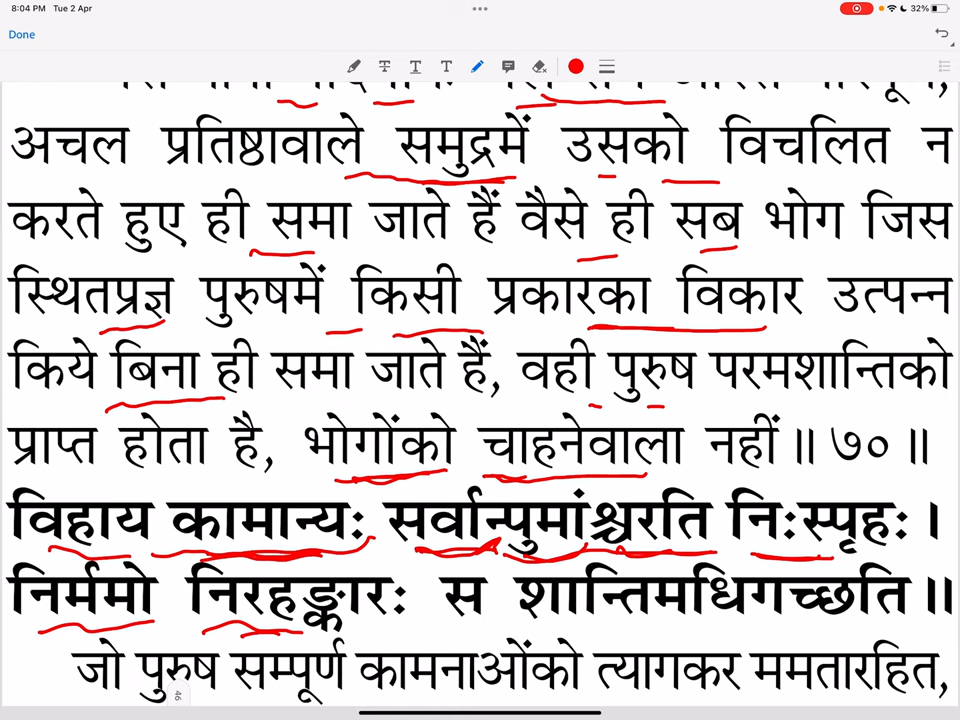 8:04 PM Tue 2 Apr
32%
Done
अचल प्रतिष्ठावाले समुद्रमें उसको विचलित न
करते हुए ही समा जाते हैं वैसे ही सब भोग जिस
स्थितप्रज्ञ पुरुषमें किसी प्रकारका विकार उत्पन्न
किये बिना ही समा जाते हैं, वही पुरुष परमशान्तिको
प्राप्त होता है, भोगोंको चाहनेवाला नहीं॥ ७०॥
विहाय कामान्यः सर्वान्पुमांश्चरति निःस्पृहः।
निर्ममो निरहङ्कारः स शान्तिमधिगच्छति॥
जो पुरुष सम्पूर्ण कामनाओंको त्यागकर ममतारहित,
46